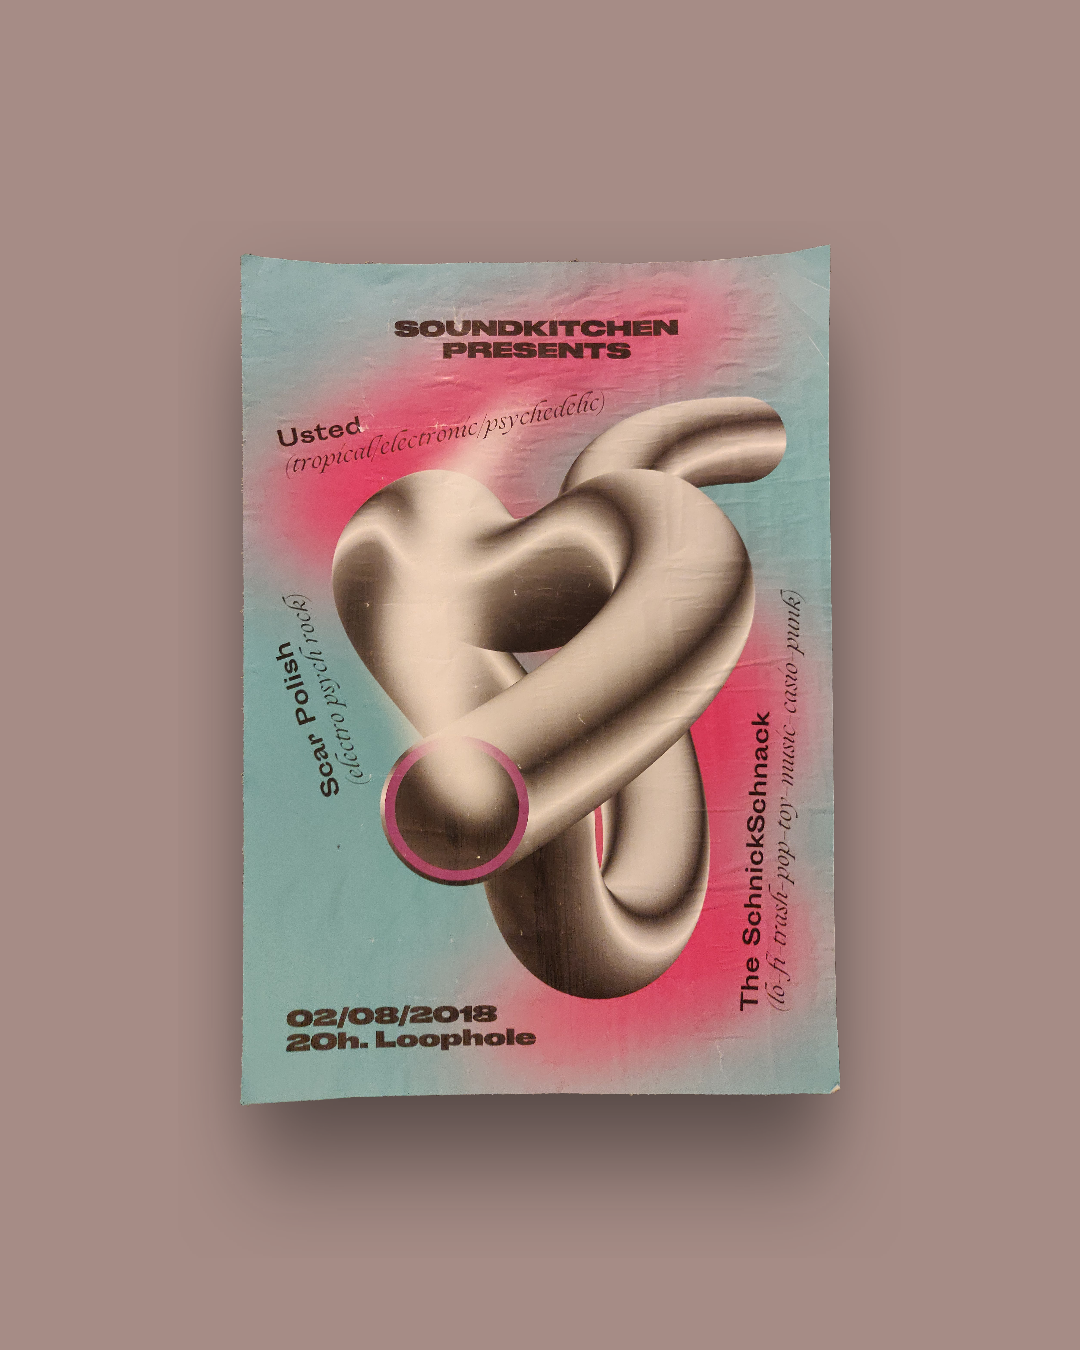 SOUNDKITCHEN
PRESENTS
Usted
(tropical/electronic/psychedelic)
Scar Polish
(electro psych rock)
The SchnickSchnack
(lo-fi-trash-pop-toy-music-casio-punk)
02/08/2018
20h. Loophole